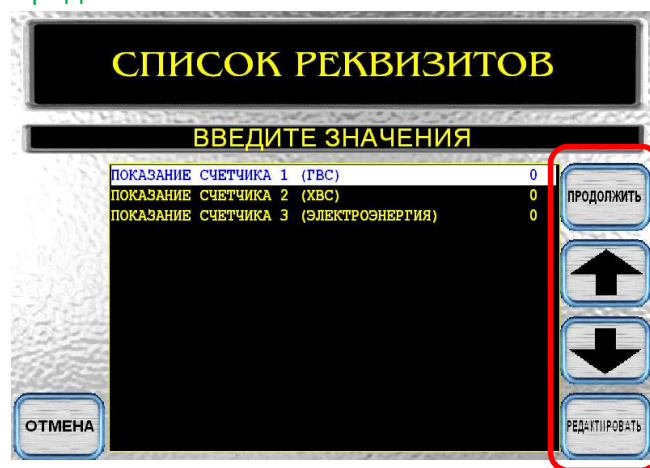 СПИСОК РЕКВИЗИТОВ
ВВЕДИТЕ ЗНАЧЕНИЯ
ПОКАЗАНИЕ СЧЕТЧИКА 1 (ГВС) 0
ПОКАЗАНИЕ СЧЕТЧИКА 2 (ХВС) 0
ПОКАЗАНИЕ СЧЕТЧИКА 3 (ЭЛЕКТРОЭНЕРГИЯ) 0
ПРОДОЛЖИТЬ
ОТМЕНА
РЕДАКТИРОВАТЬ